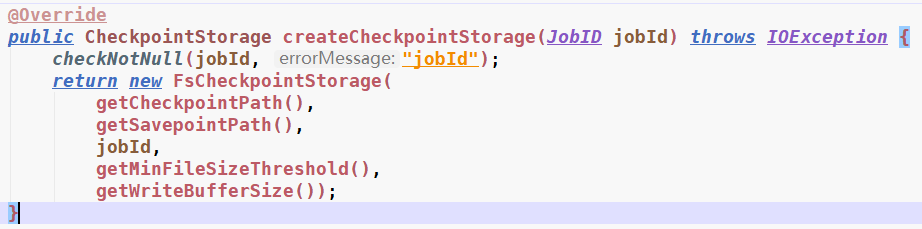 @Override
public CheckpointStorage createCheckpointStorage(JobID jobId) throws IOException {
    checkNotNull(jobId, errorMessage: "jobId");
    return new FsCheckpointStorage(
        getCheckpointPath(),
        getSavepointPath(),
        jobId,
        getMinFileSizeThreshold(),
        getWriteBufferSize());
}